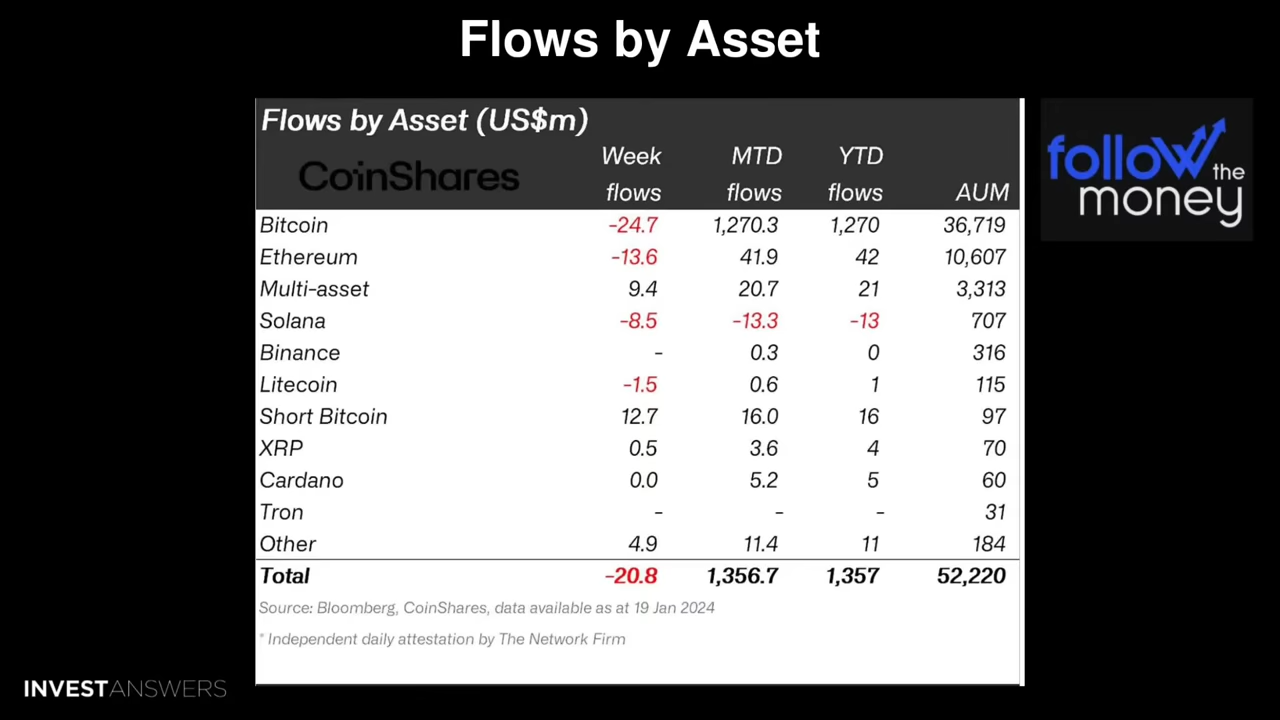 Flows by Asset
Flows by Asset (US$m)
CoinShares
Week flows MTD flows YTD flows AUM
Bitcoin -24.7 1,270.3 1,270 36,719
Ethereum -13.6 41.9 42 10,607
Multi-asset 9.4 20.7 21 3,313
Solana -8.5 -13.3 -13 707
Binance - 0.3 0 316
Litecoin -1.5 0.6 1 115
Short Bitcoin 12.7 16.0 16 97
XRP 0.5 3.6 4 70
Cardano 0.0 5.2 5 60
Tron - - - 31
Other 4.9 11.4 11 184
Total -20.8 1,356.7 1,357 52,220
Source: Bloomberg, CoinShares, data available as at 19 Jan 2024
* Independent daily attestation by The Network Firm
follow the
money
INVESTANSWERS